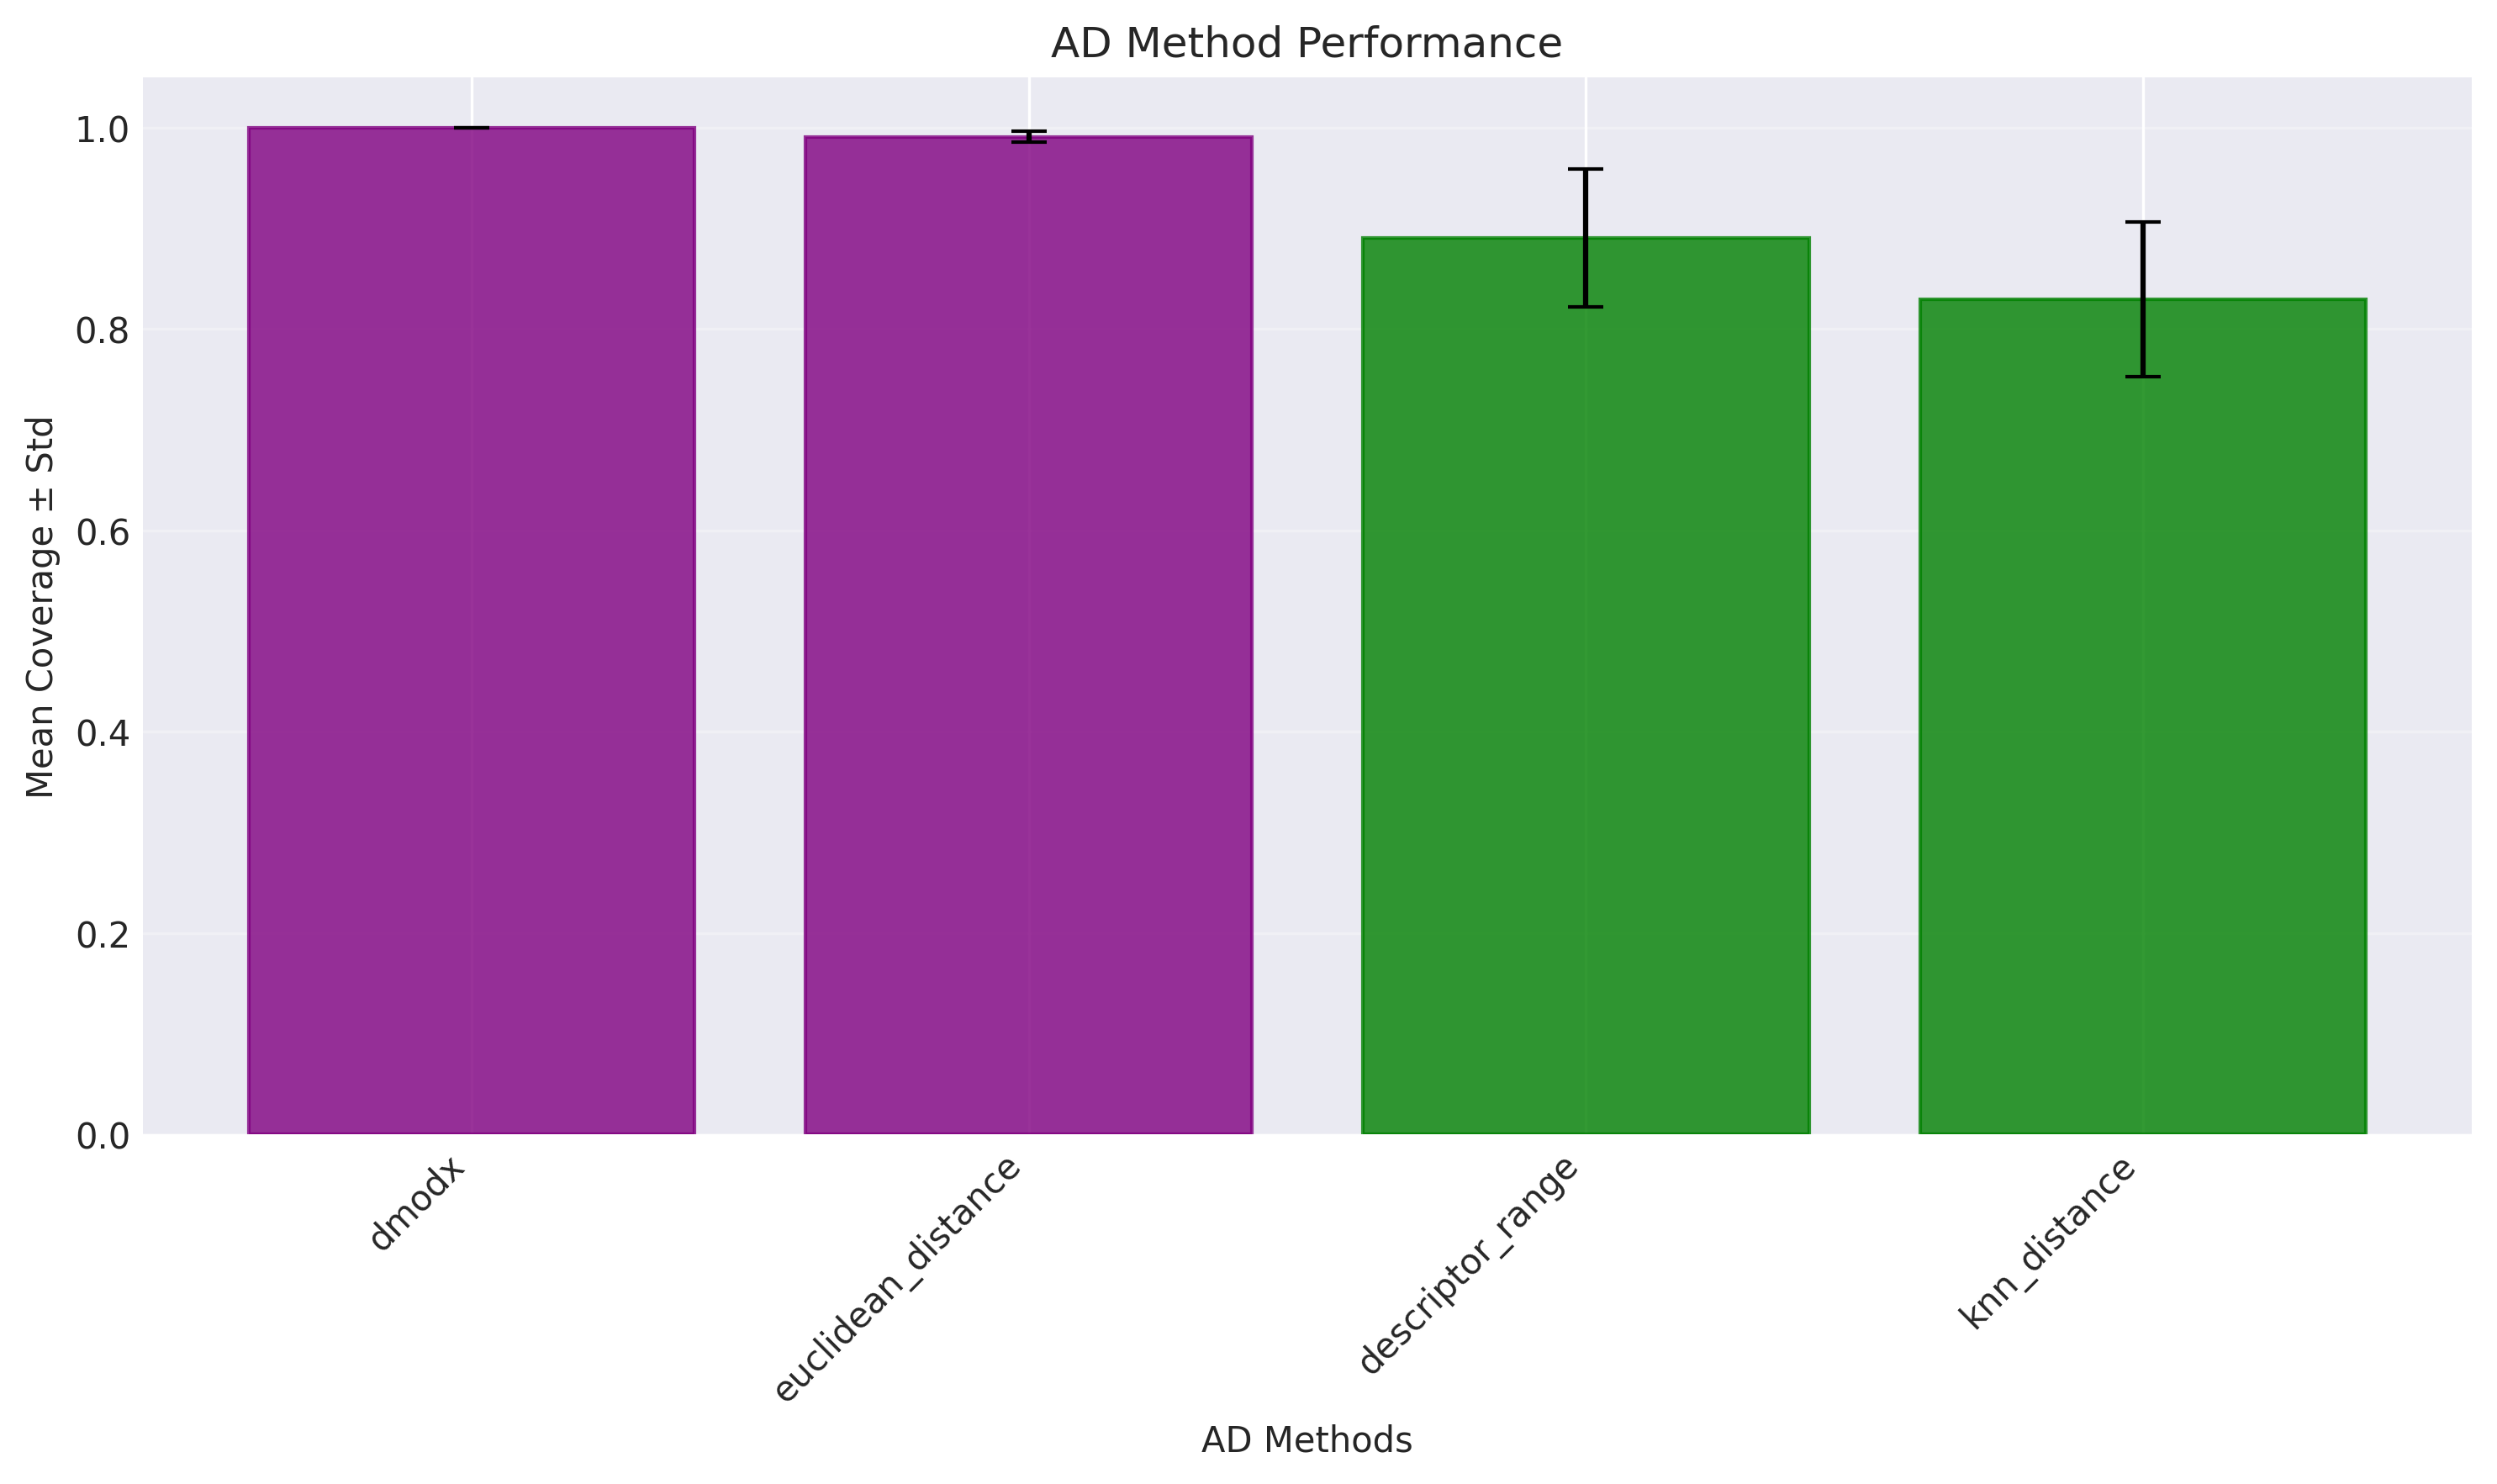 AD Method Performance
Mean Coverage ± Std
1.0
0.8
0.6
0.4
0.2
0.0
dmodx
euclidean_distance
descriptor_range
knn_distance
AD Methods